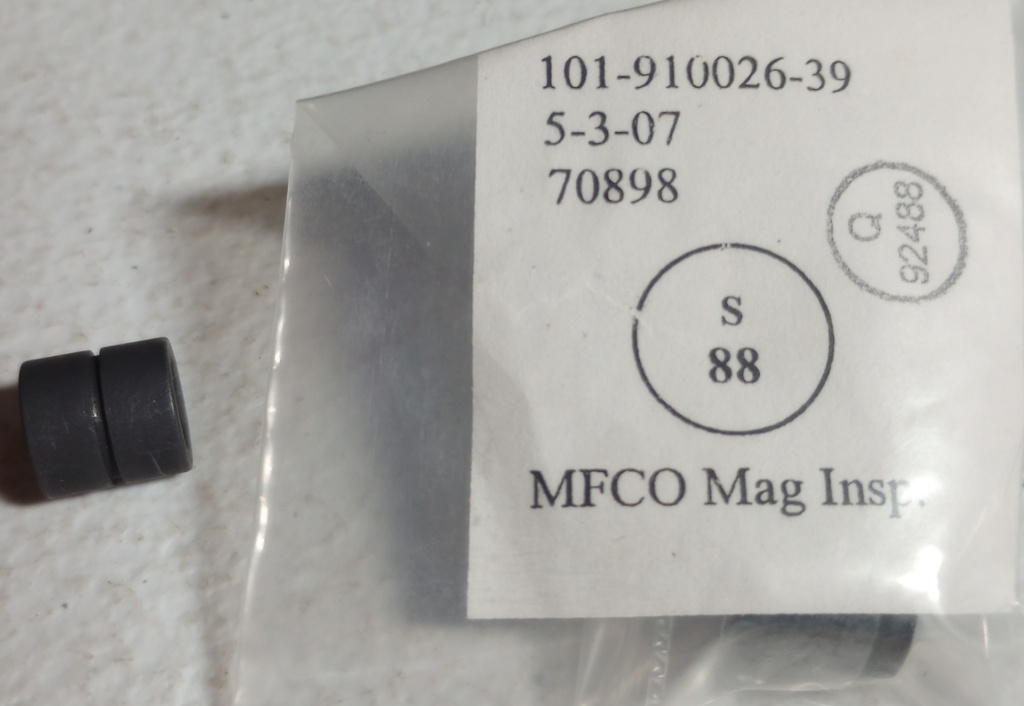 101-910026-39
5-3-07
70898
Q
92488
S
88
MFCO Mag Insp.